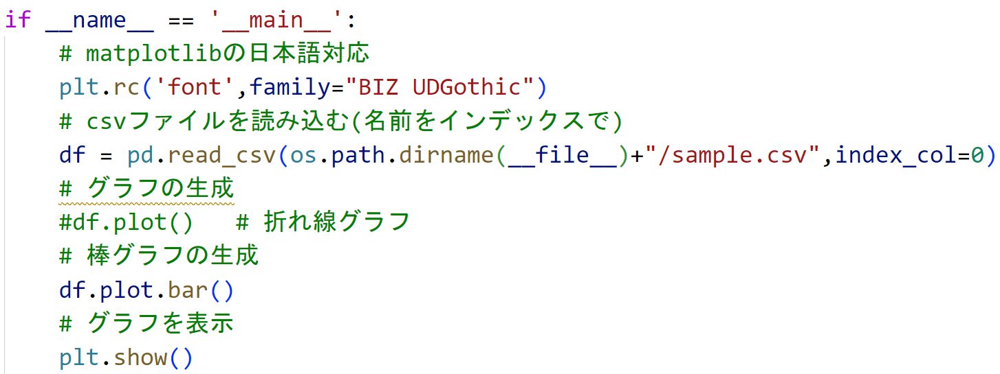 if __name__ == '__main__':
    # matplotlibの日本語対応
    plt.rc('font',family="BIZ UDGothic")
    # csvファイルを読み込む(名前をインデックスで)
    df = pd.read_csv(os.path.dirname(__file__)+"/sample.csv",index_col=0)
    # グラフの生成
    #df.plot()   # 折れ線グラフ
    # 棒グラフの生成
    df.plot.bar()
    # グラフを表示
    plt.show()